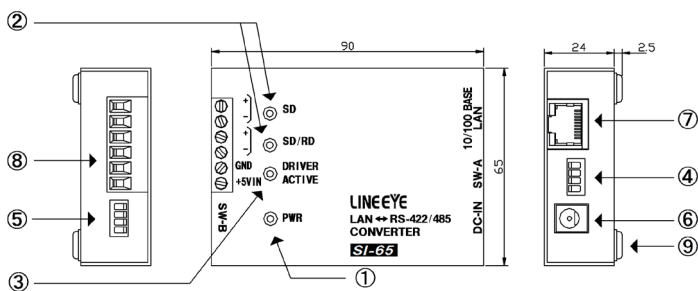 ②
90
24
2.5
+
-
SD
+
-
SD/RD
GND
DRIVER
ACTIVE
+5VIN
10/100 BASE
LAN
SW-A
DC-IN
65
SW-B
PWR
LINEEYE
LAN ↔ RS-422/485
CONVERTER
SI-65
⑧
⑤
③
①
⑦
④
⑥
⑨